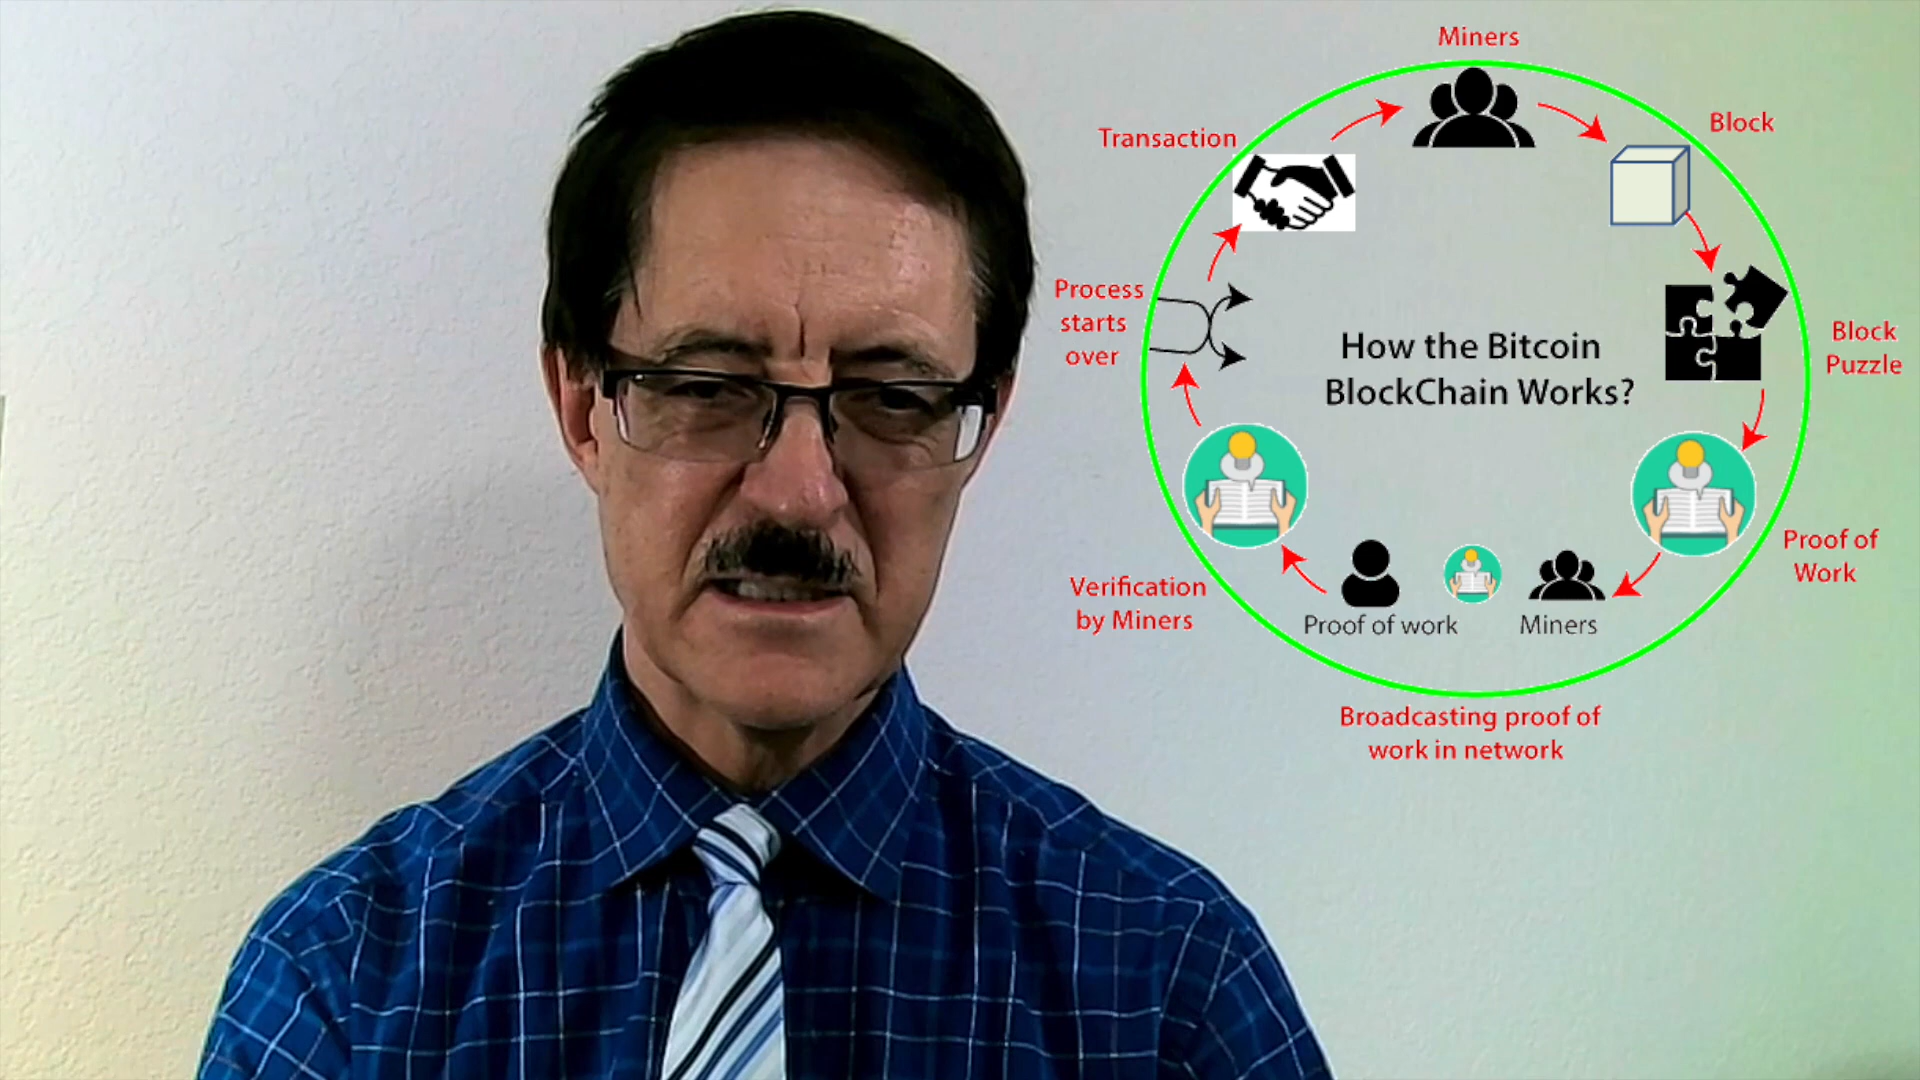 Miners
Block
Transaction
Process
starts
over
How the Bitcoin
BlockChain Works?
Block
Puzzle
Proof of
Work
Verification
by Miners
Proof of work
Miners
Broadcasting proof of
work in network